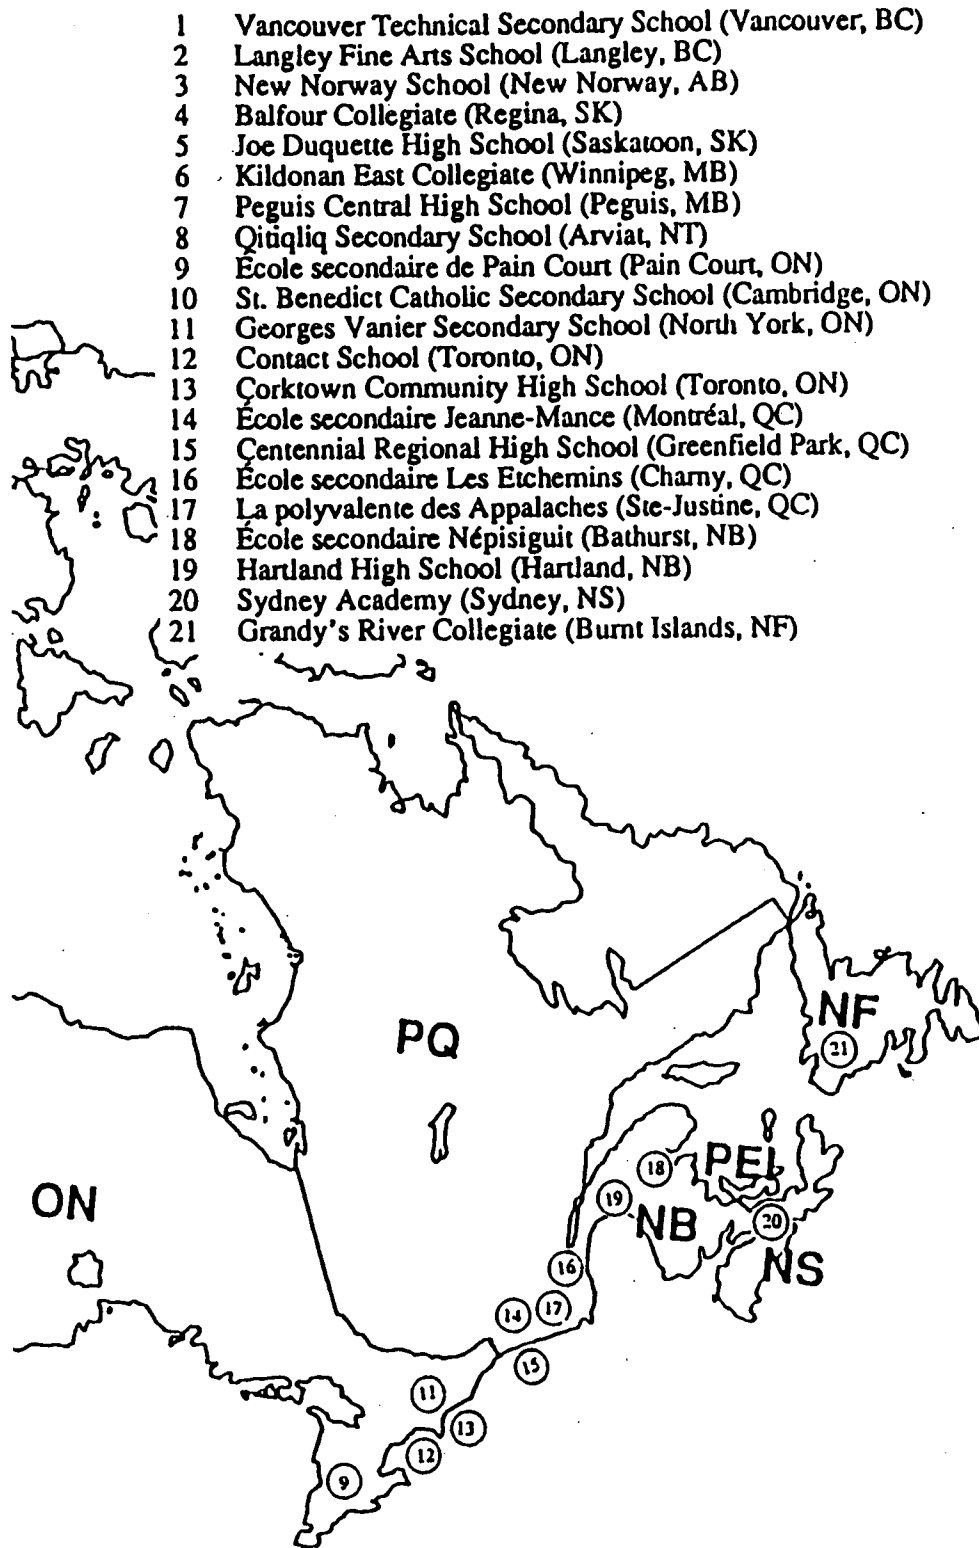 1 Vancouver Technical Secondary School (Vancouver, BC)
2 Langley Fine Arts School (Langley, BC)
3 New Norway School (New Norway, AB)
4 Balfour Collegiate (Regina, SK)
5 Joe Duquette High School (Saskatoon, SK)
6 Kildonan East Collegiate (Winnipeg, MB)
7 Peguis Central High School (Peguis, MB)
8 Qitiqliq Secondary School (Arviat, NT)
9 École secondaire de Pain Court (Pain Court, ON)
10 St. Benedict Catholic Secondary School (Cambridge, ON)
11 Georges Vanier Secondary School (North York, ON)
12 Contact School (Toronto, ON)
13 Corktown Community High School (Toronto, ON)
14 École secondaire Jeanne-Mance (Montréal, QC)
15 Centennial Regional High School (Greenfield Park, QC)
16 École secondaire Les Etchemins (Charny, QC)
17 La polyvalente des Appalaches (Ste-Justine, QC)
18 École secondaire Népisiguit (Bathurst, NB)
19 Hartland High School (Hartland, NB)
20 Sydney Academy (Sydney, NS)
21 Grandy's River Collegiate (Burnt Islands, NF)
NF
21
PQ
PEI
18
ON
19
NB
20
NS
16
14
17
15
11
13
12
9